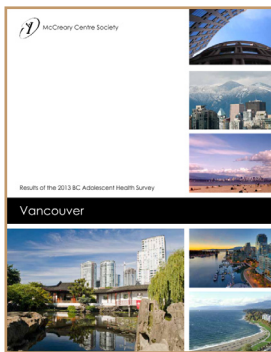 McCreary Centre Society
Results of the 2013 BC Adolescent Health Survey
Vancouver